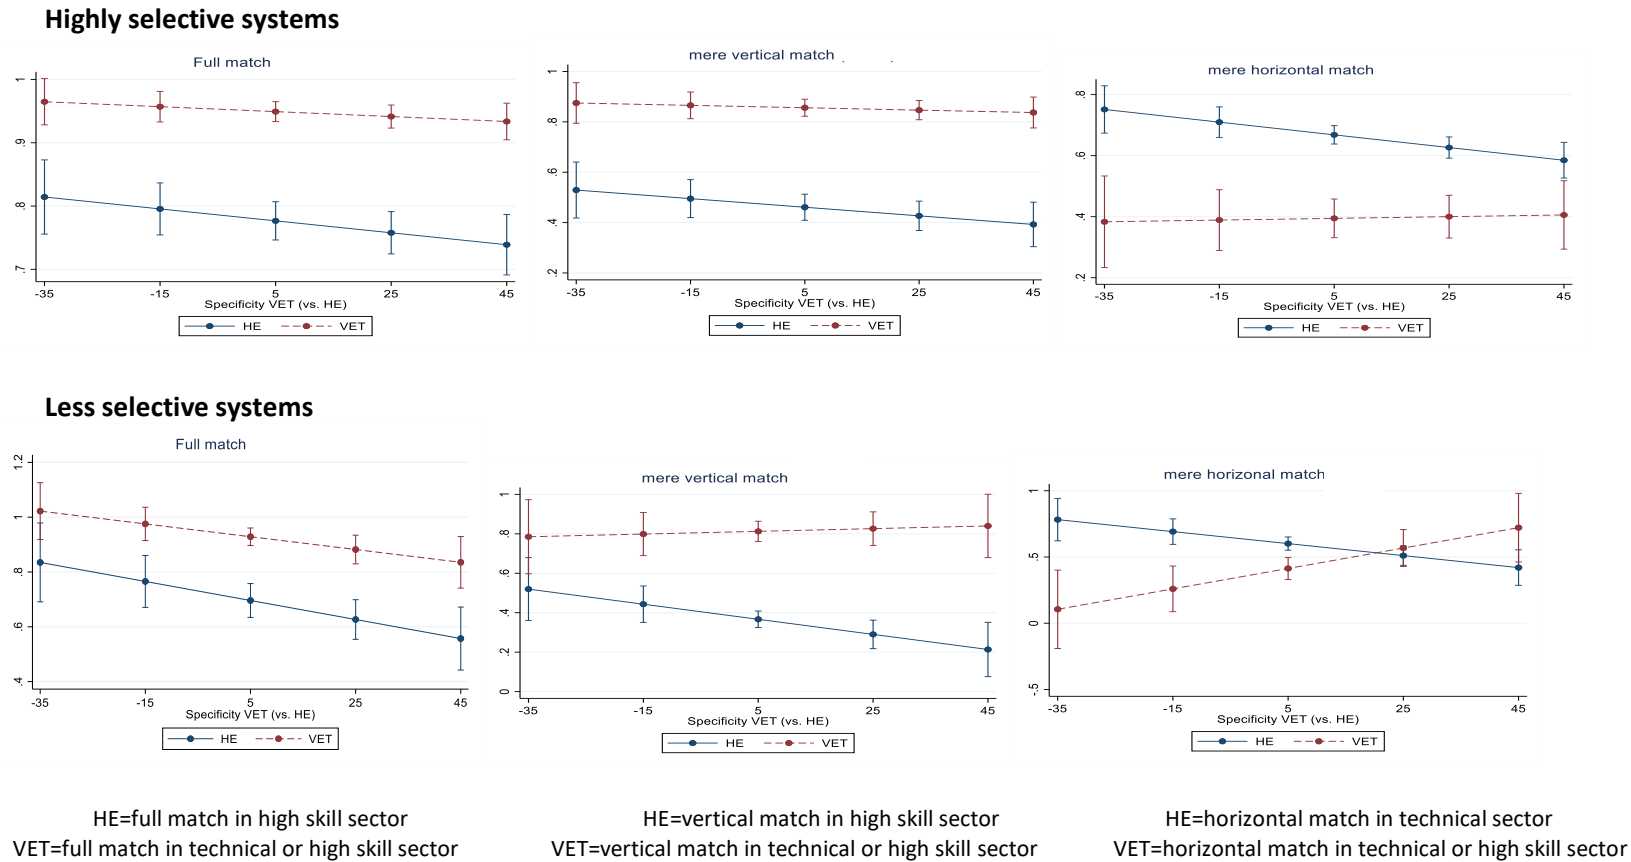 Highly selective systems
Full match
1
.9
.8
.7
-35
-15
5
25
45
Specificity VET (vs. HE)
HE
VET
mere vertical match
1
.8
.6
.4
.2
-35
-15
5
25
45
Specificity VET (vs. HE)
HE
VET
mere horizontal match
.8
.6
.4
.2
-35
-15
5
25
45
Specificity VET (vs. HE)
HE
VET
Less selective systems
Full match
1.2
1
.8
.6
.4
-35
-15
5
25
45
Specificity VET (vs. HE)
HE
VET
mere vertical match
1
.8
.6
.4
.2
0
-35
-15
5
25
45
Specificity VET (vs. HE)
HE
VET
mere horizonal match
1
.5
0
-.5
-35
-15
5
25
45
Specificity VET (vs. HE)
HE
VET
HE=full match in high skill sector
VET=full match in technical or high skill sector
HE=vertical match in high skill sector
VET=vertical match in technical or high skill sector
HE=horizontal match in technical sector
VET=horizontal match in technical or high skill sector